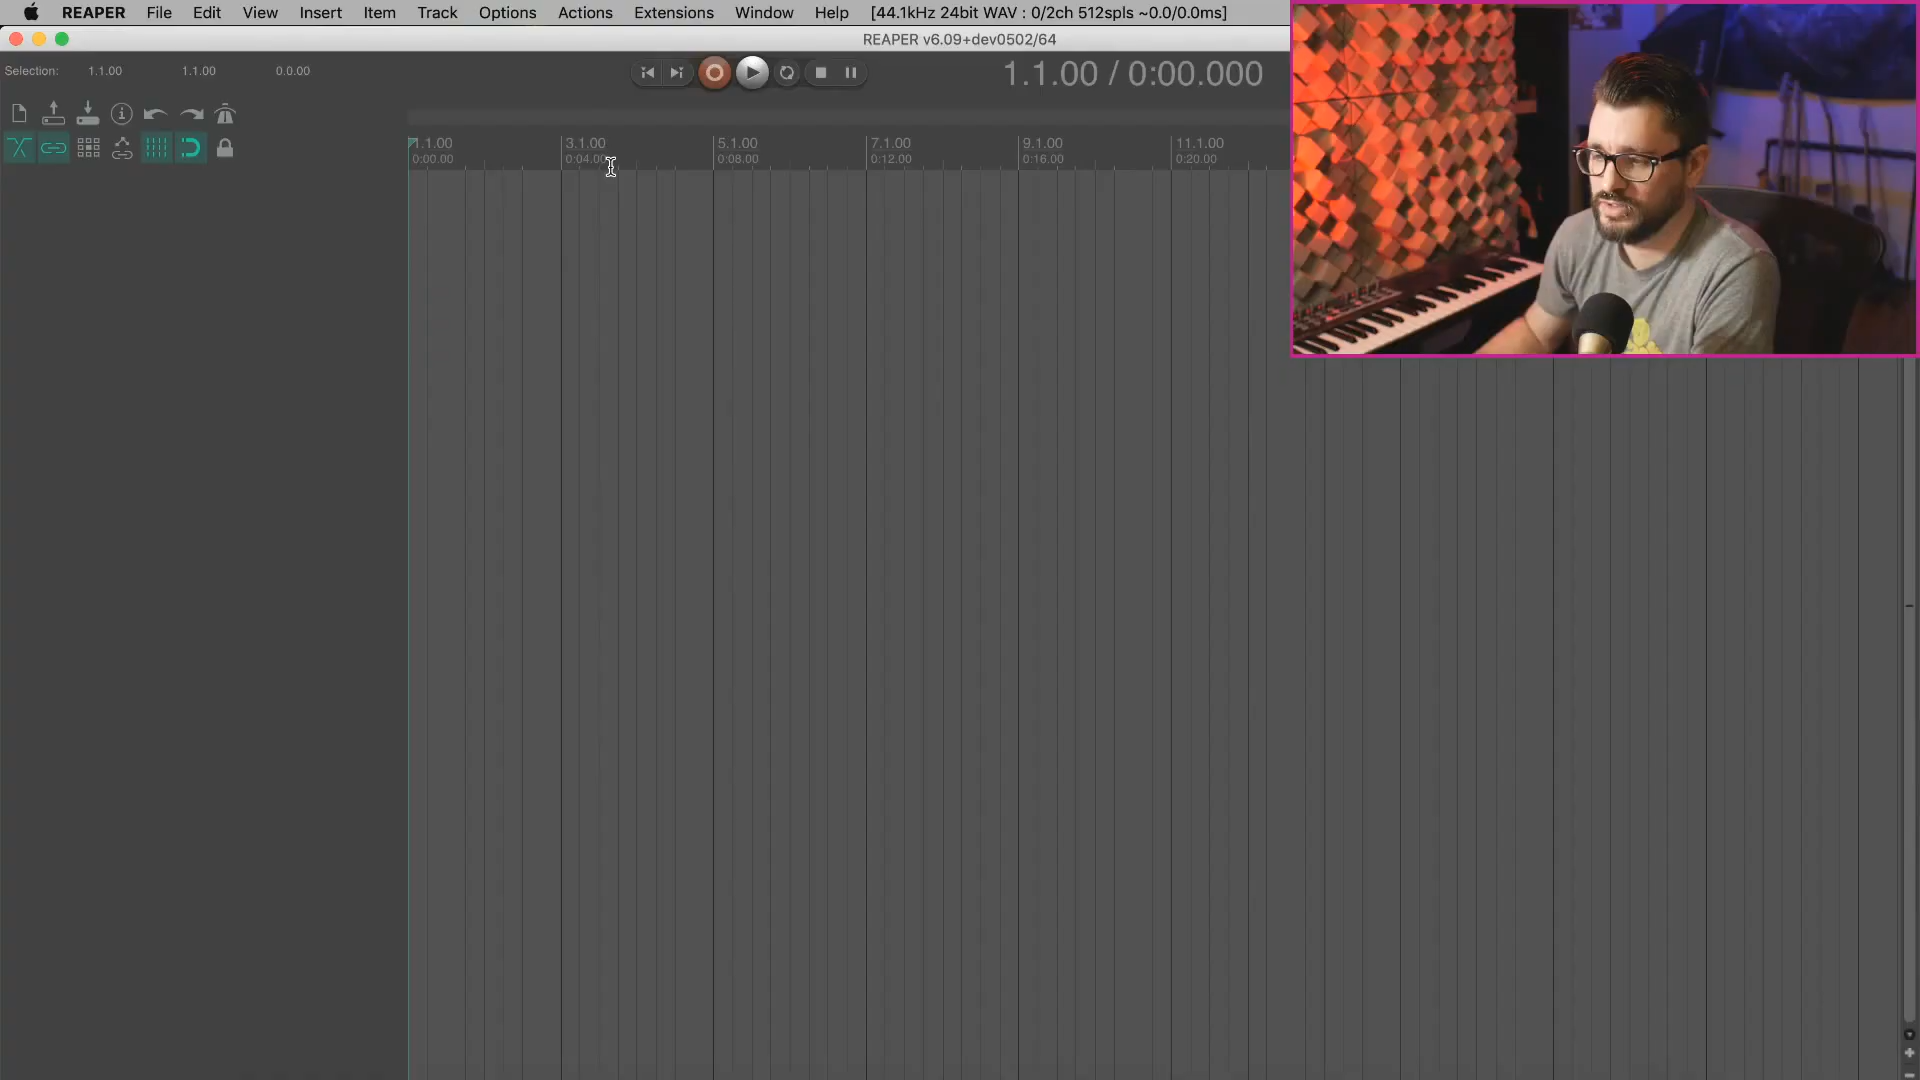 REAPER File Edit View Insert Item Track Options Actions Extensions Window Help [44.1kHz 24bit WAV : 0/2ch 512spls ~0.0/0.0ms]
REAPER v6.09+dev0502/64
Selection: 1.1.00 1.1.00 0.0.00
1.1.00 / 0:00.000
1.1.00 3.1.00 5.1.00 7.1.00 9.1.00 11.1.00
0:00.00 0:04.00 0:08.00 0:12.00 0:16.00 0:20.00